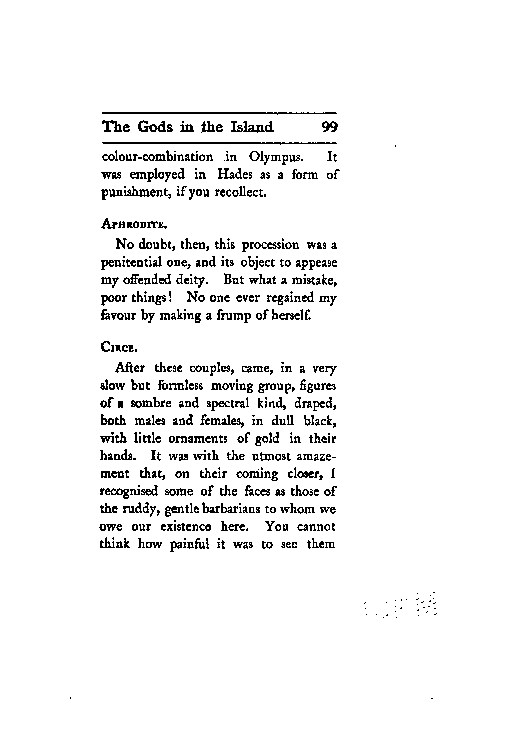 The Gods in the Island 99
colour-combination in Olympus. It
was employed in Hades as a form of
punishment, if you recollect.
APHRODITE.
No doubt, then, this procession was a
penitential one, and its object to appease
my offended deity. But what a mistake,
poor things! No one ever regained my
favour by making a frump of herself.
CIRCE.
After these couples, came, in a very
slow but formless moving group, figures
of a sombre and spectral kind, draped,
both males and females, in dull black,
with little ornaments of gold in their
hands. It was with the utmost amaze-
ment that, on their coming closer, I
recognised some of the faces as those of
the ruddy, gentle barbarians to whom we
owe our existence here. You cannot
think how painful it was to see them